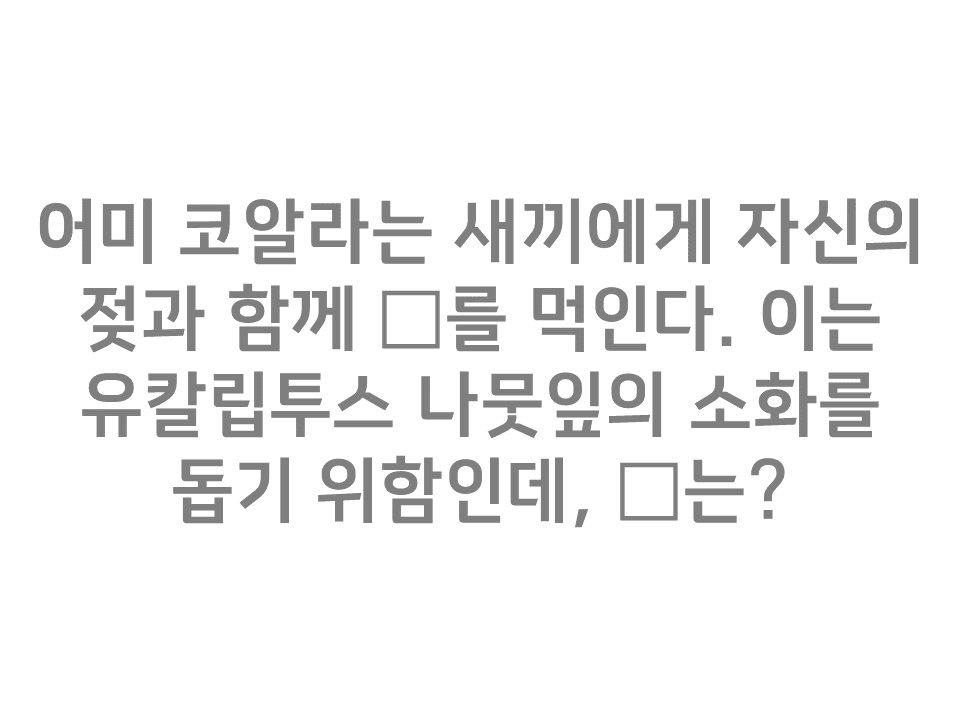 어미 코알라는 새끼에게 자신의
젖과 함께 □를 먹인다. 이는
유칼립투스 나뭇잎의 소화를
돕기 위함인데, □는?